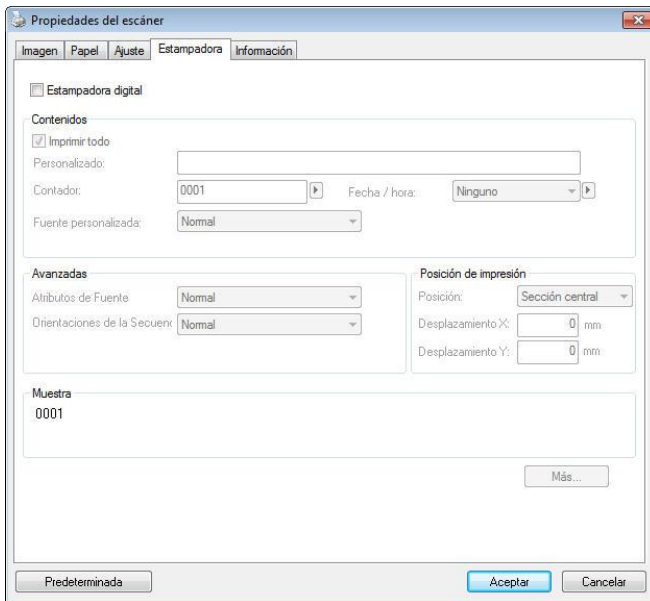 Propiedades del escáner
Imagen Papel Ajuste Estampadora Información
Estampadora digital
Contenidos
Imprimir todo
Personalizado:
Contador: 0001 Fecha / hora: Ninguno
Fuente personalizada: Normal
Avanzadas
Atributos de Fuente Normal
Orientaciones de la Secuenc Normal
Posición de impresión
Posición: Sección central
Desplazamiento X: 0 mm
Desplazamiento Y: 0 mm
Muestra
0001
Más...
Predeterminada Aceptar Cancelar